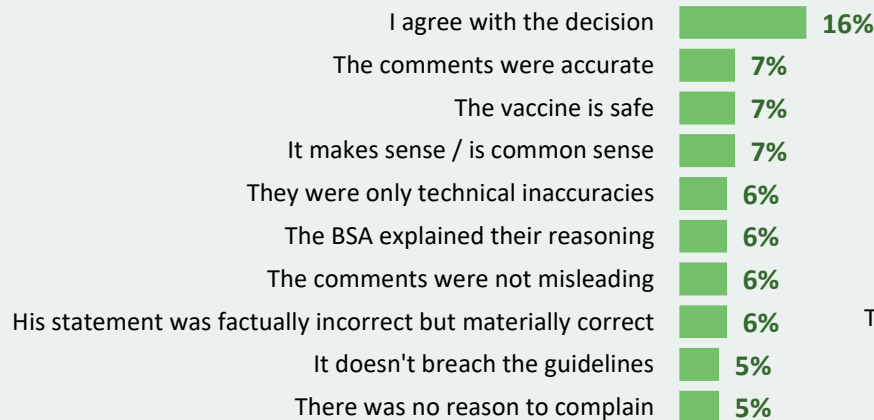 I agree with the decision 16%
The comments were accurate 7%
The vaccine is safe 7%
It makes sense / is common sense 7%
They were only technical inaccuracies 6%
The BSA explained their reasoning 6%
The comments were not misleading 6%
His statement was factually incorrect but materially correct 6% T
It doesn't breach the guidelines 5%
There was no reason to complain 5%